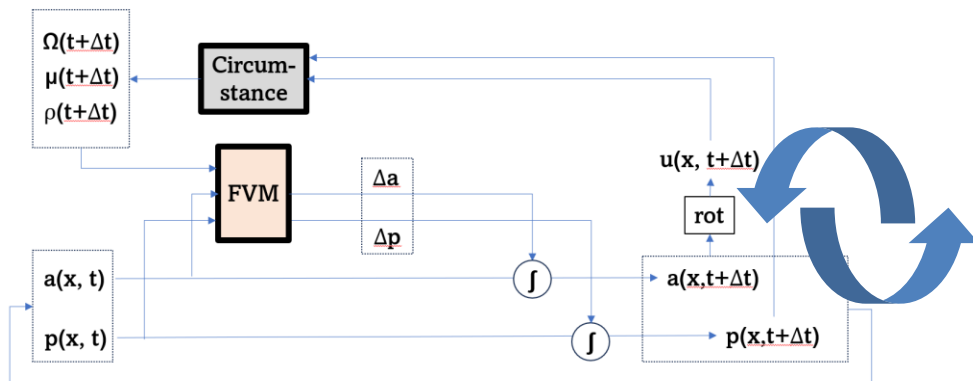 Ω(t+Δt)
μ(t+Δt)
ρ(t+Δt)
Circum-
stance
u(x, t+Δt)
FVM
Δa
Δp
rot
a(x, t)
p(x, t)
∫
∫
a(x,t+Δt)
p(x,t+Δt)